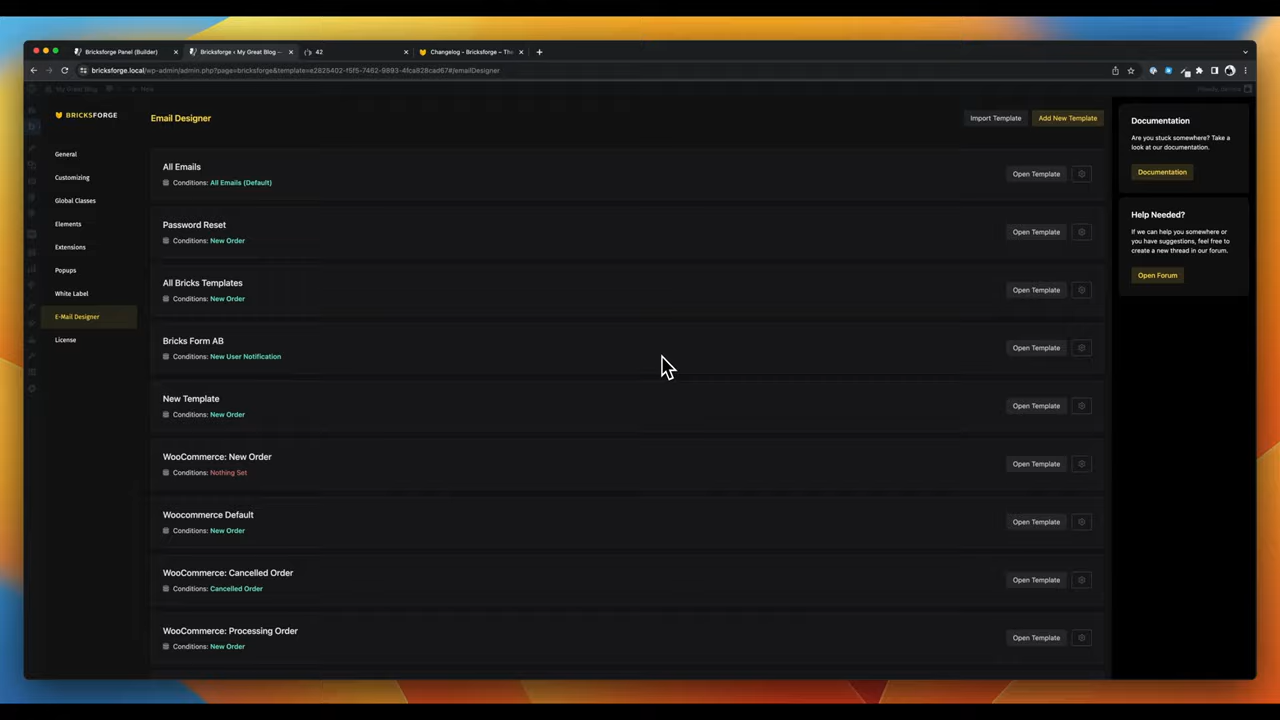 Bricksforge Panel (Builder)
Bricksforge ‹ My Great Blog —
42
Changelog - Bricksforge – The
bricksforge.local/wp-admin/admin.php?page=bricksforge&template=e2825402-f5f5-7482-9893-4fca928cad67#/emailDesigner
My Great Blog
BRICKSFORGE
General
Customizing
Global Classes
Elements
Extensions
Popups
White Label
E-Mail Designer
License
Email Designer
Import Template
Add New Template
All Emails
Conditions: All Emails (Default)
Open Template
Password Reset
Conditions: New Order
Open Template
All Bricks Templates
Conditions: New Order
Open Template
Bricks Form AB
Conditions: New User Notification
Open Template
New Template
Conditions: New Order
Open Template
WooCommerce: New Order
Conditions: Nothing Set
Open Template
Woocommerce Default
Conditions: New Order
Open Template
WooCommerce: Cancelled Order
Conditions: Cancelled Order
Open Template
WooCommerce: Processing Order
Conditions: New Order
Open Template
Documentation
Are you stuck somewhere? Take a
look at our documentation.
Documentation
Help Needed?
If we can help you somewhere or
you have suggestions, feel free to
create a new thread in our forum.
Open Forum